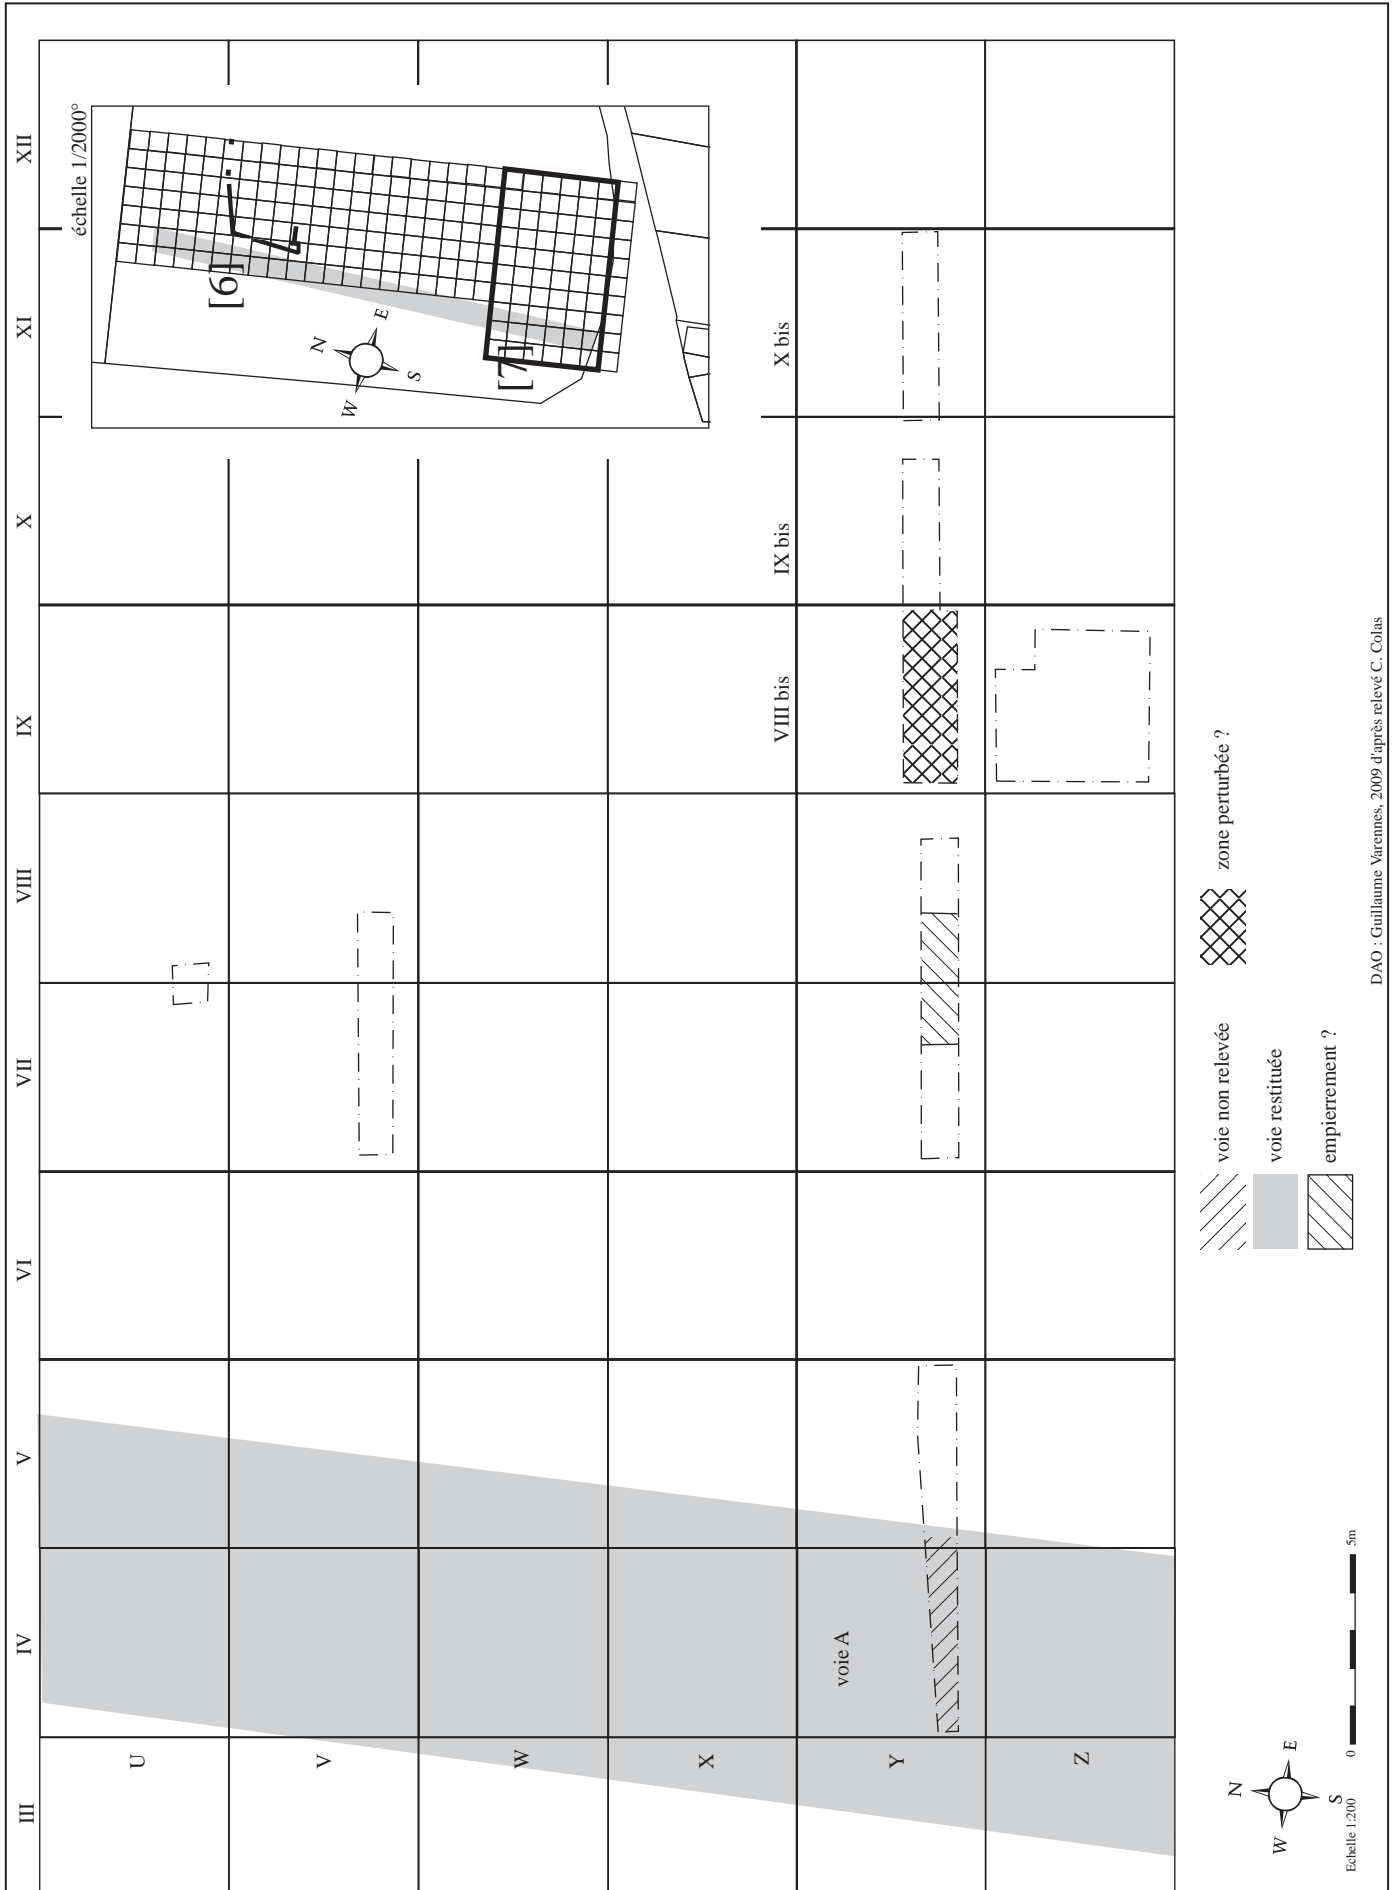 III
IV
V
VI
VII
VIII
IX
X
XI
XII
échelle 1/2000°
[6]
[7]
N
E
S
W
VIII bis
IX bis
X bis
U
V
W
X
Y
Z
voie A
voie non relevée
voie restituée
empierrement ?
zone perturbée ?
N
E
S
W
Echelle 1:200
0
5m
DAO : Guillaume Varennes, 2009 d'après relevé C. Colas